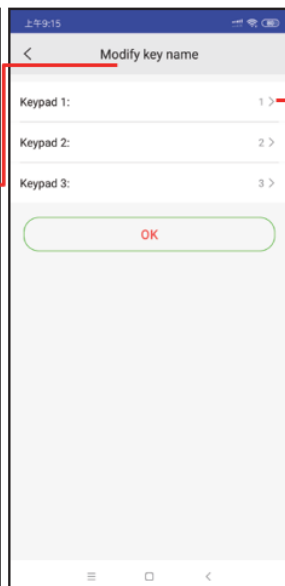 上午9:15
Modify key name
Keypad 1: 1
Keypad 2: 2
Keypad 3: 3
OK